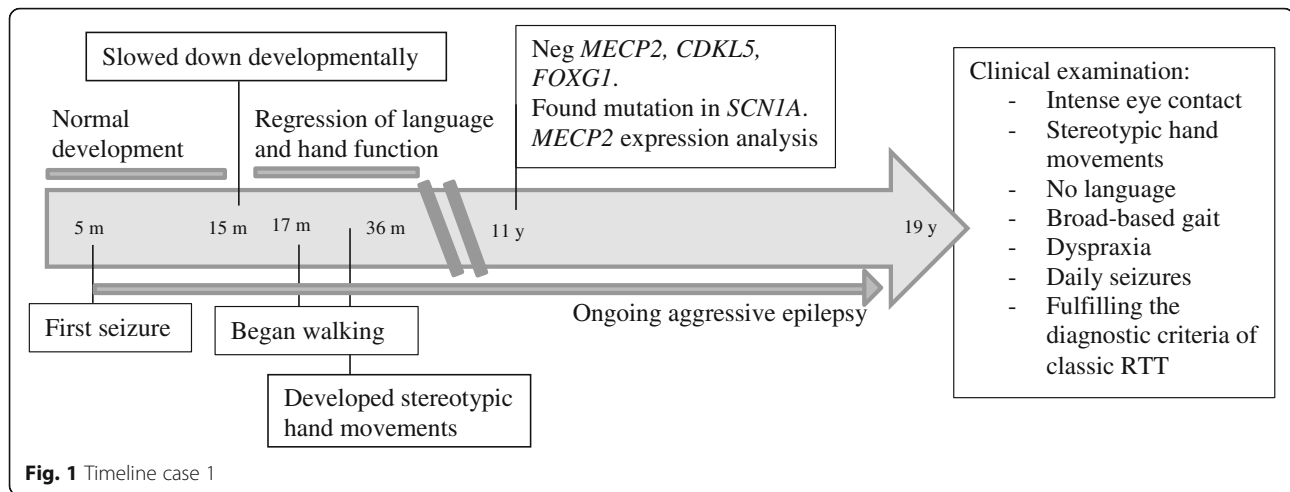 Slowed down developmentally
Neg MECP2, CDKL5,
FOXG1.
Found mutation in SCN1A.
MECP2 expression analysis
Clinical examination:
- Intense eye contact
- Stereotypic hand
movements
- No language
- Broad-based gait
- Dyspraxia
- Daily seizures
- Fulfilling the
diagnostic criteria of
classic RTT
Normal
development
Regression of language
and hand function
5 m
15 m
17 m
36 m
11 y
19 y
First seizure
Began walking
Ongoing aggressive epilepsy
Developed stereotypic
hand movements
Fig. 1 Timeline case 1